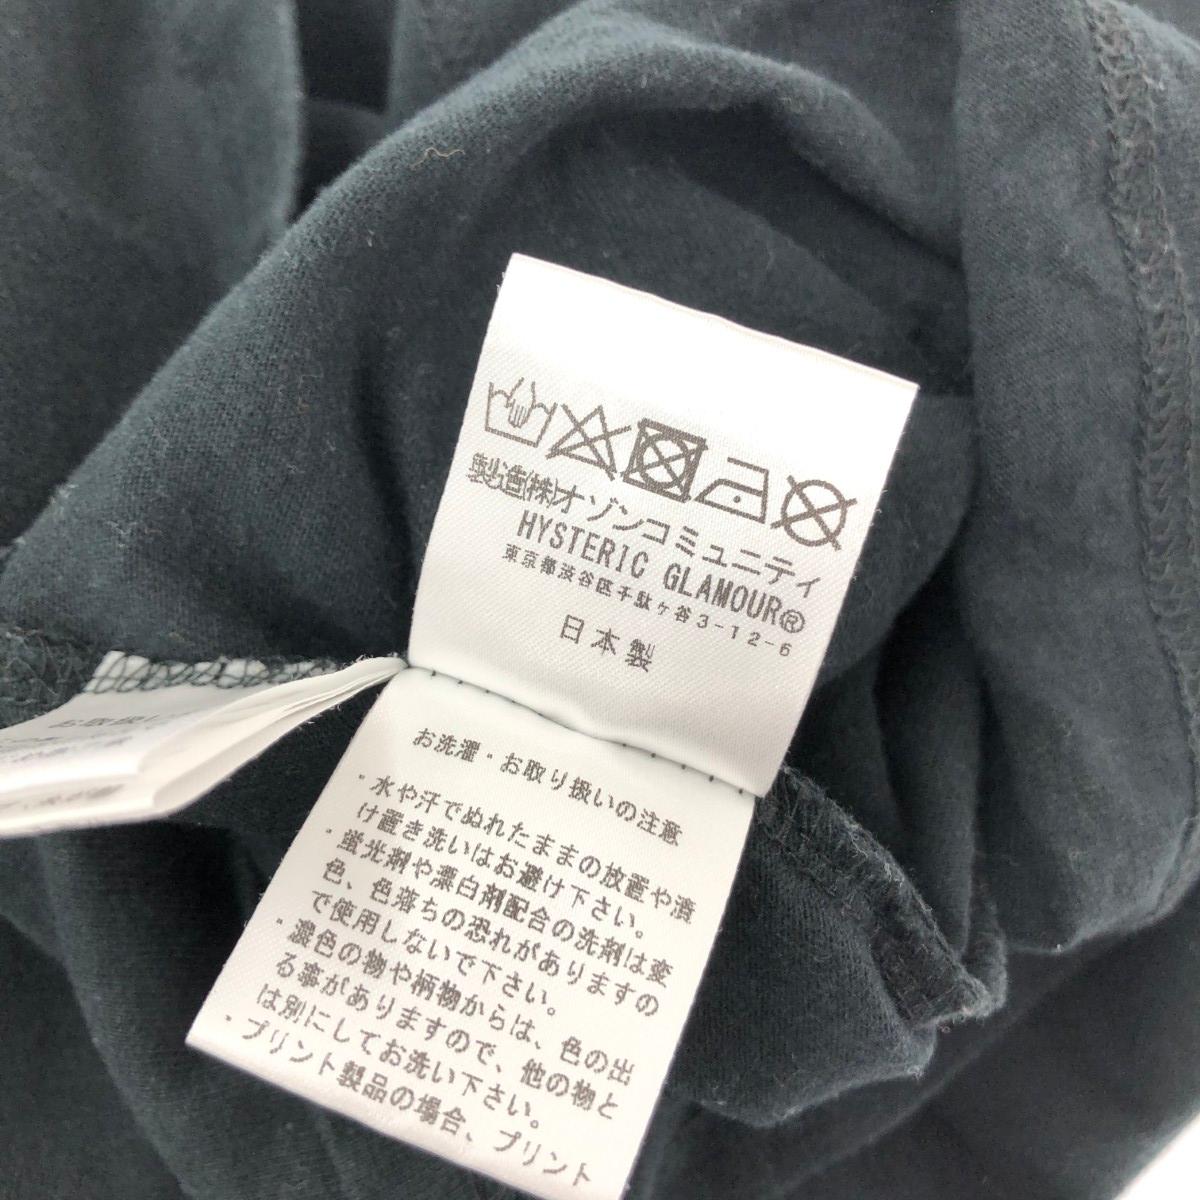 製造(株)オゾンコミュニティ
HYSTERIC GLAMOUR®
東京都渋谷区千駄ヶ谷3-12-6
日本製
お洗濯・お取り扱いの注意
・水や汗でぬれたままの放置や漬
け置き洗いはお避け下さい。
・蛍光剤や漂白剤配合の洗剤は変
色、色落ちの恐れがありますの
で使用しないで下さい。
・濃色の物や柄物からは、色の出
る事がありますので、他の物と
は別にしてお洗い下さい。
・プリント製品の場合、プリント
お取扱い